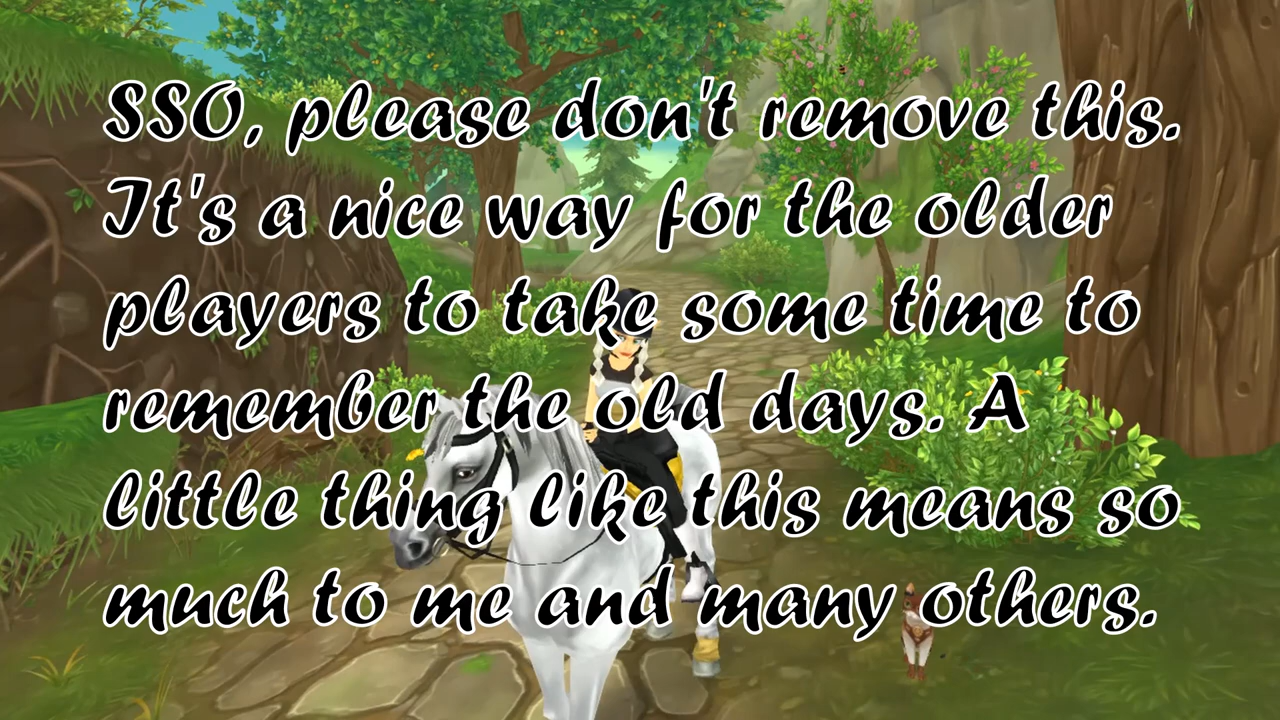 SSO, please don't remove this.
It's a nice way for the older
players to take some time to
remember the old days. A
little thing like this means so
much to me and many others.